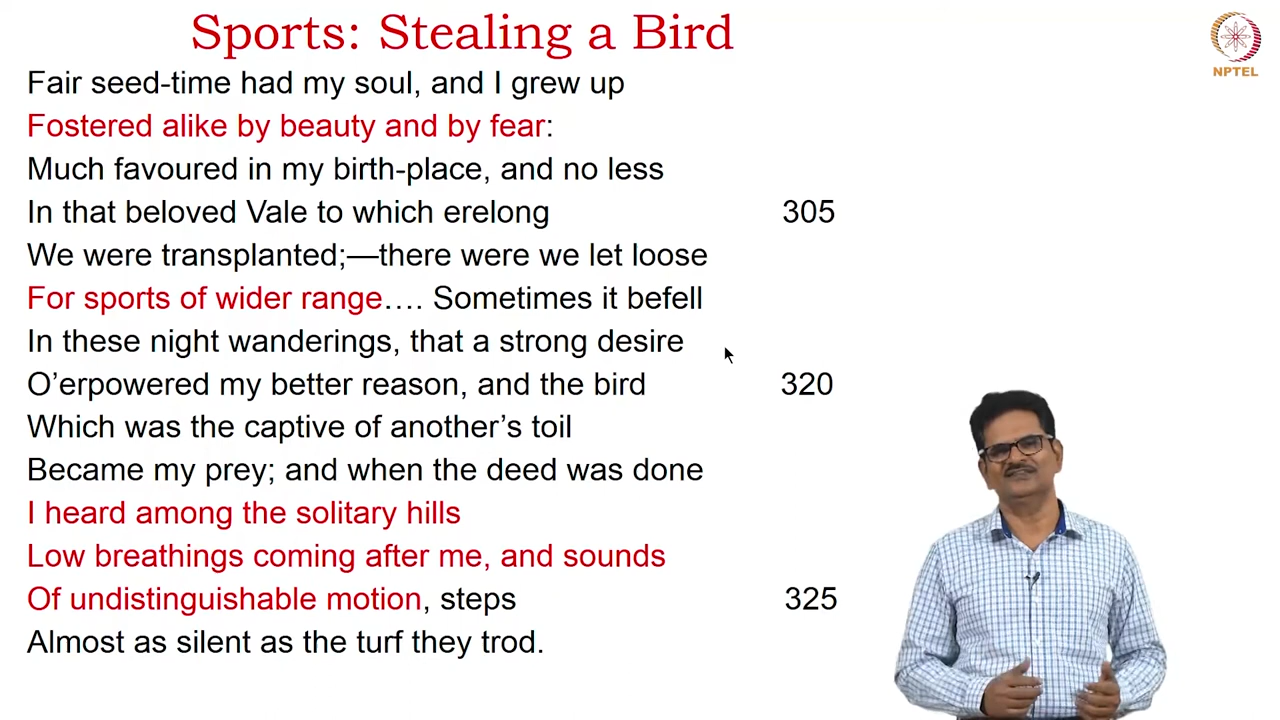 Sports: Stealing a Bird
NPTEL
Fair seed-time had my soul, and I grew up
Fostered alike by beauty and by fear:
Much favoured in my birth-place, and no less
In that beloved Vale to which erelong 305
We were transplanted;—there were we let loose
For sports of wider range…. Sometimes it befell
In these night wanderings, that a strong desire
O’erpowered my better reason, and the bird 320
Which was the captive of another’s toil
Became my prey; and when the deed was done
I heard among the solitary hills
Low breathings coming after me, and sounds
Of undistinguishable motion, steps 325
Almost as silent as the turf they trod.